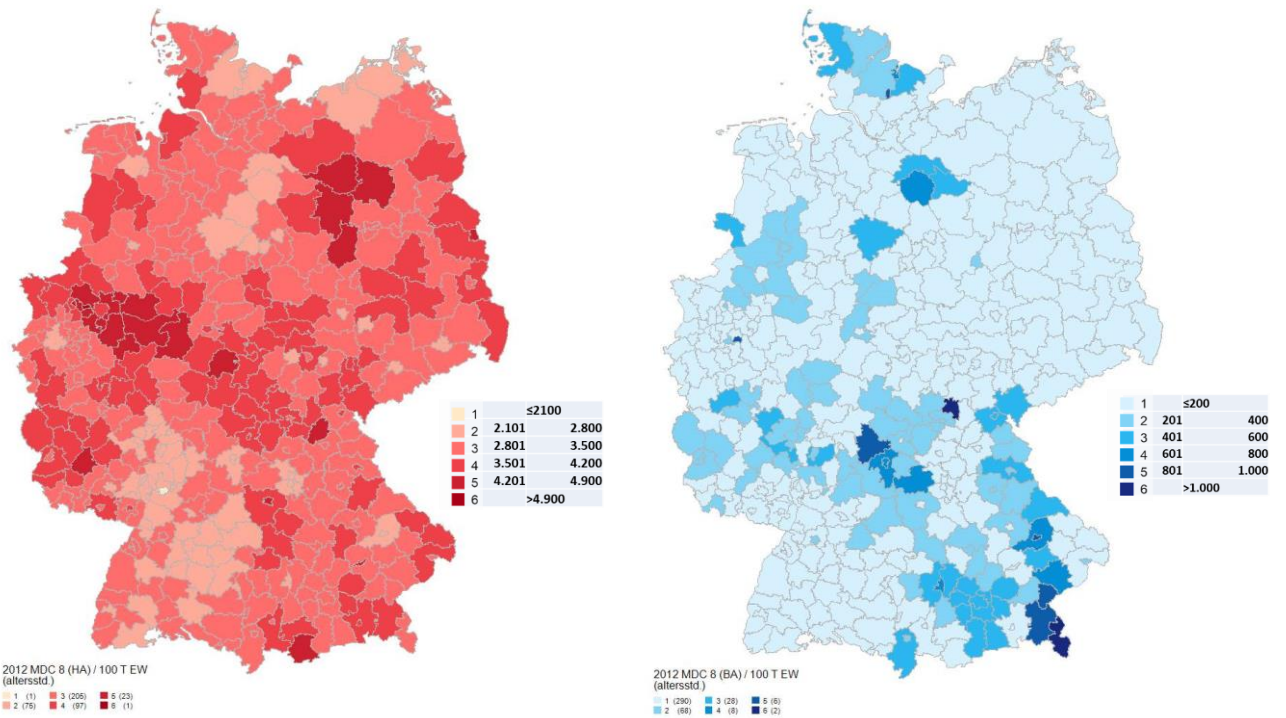 1 ≤2100
2 2.101 2.800
3 2.801 3.500
4 3.501 4.200
5 4.201 4.900
6 >4.900
2012 MDC 8 (HA) / 100 T EW
(altersstd.)
1 (1) 3 (205) 5 (23)
2 (75) 4 (97) 6 (1)
1 ≤200
2 201 400
3 401 600
4 601 800
5 801 1.000
6 >1.000
2012 MDC 8 (BA) / 100 T EW
(altersstd.)
1 (290) 3 (28) 5 (6)
2 (68) 4 (8) 6 (2)